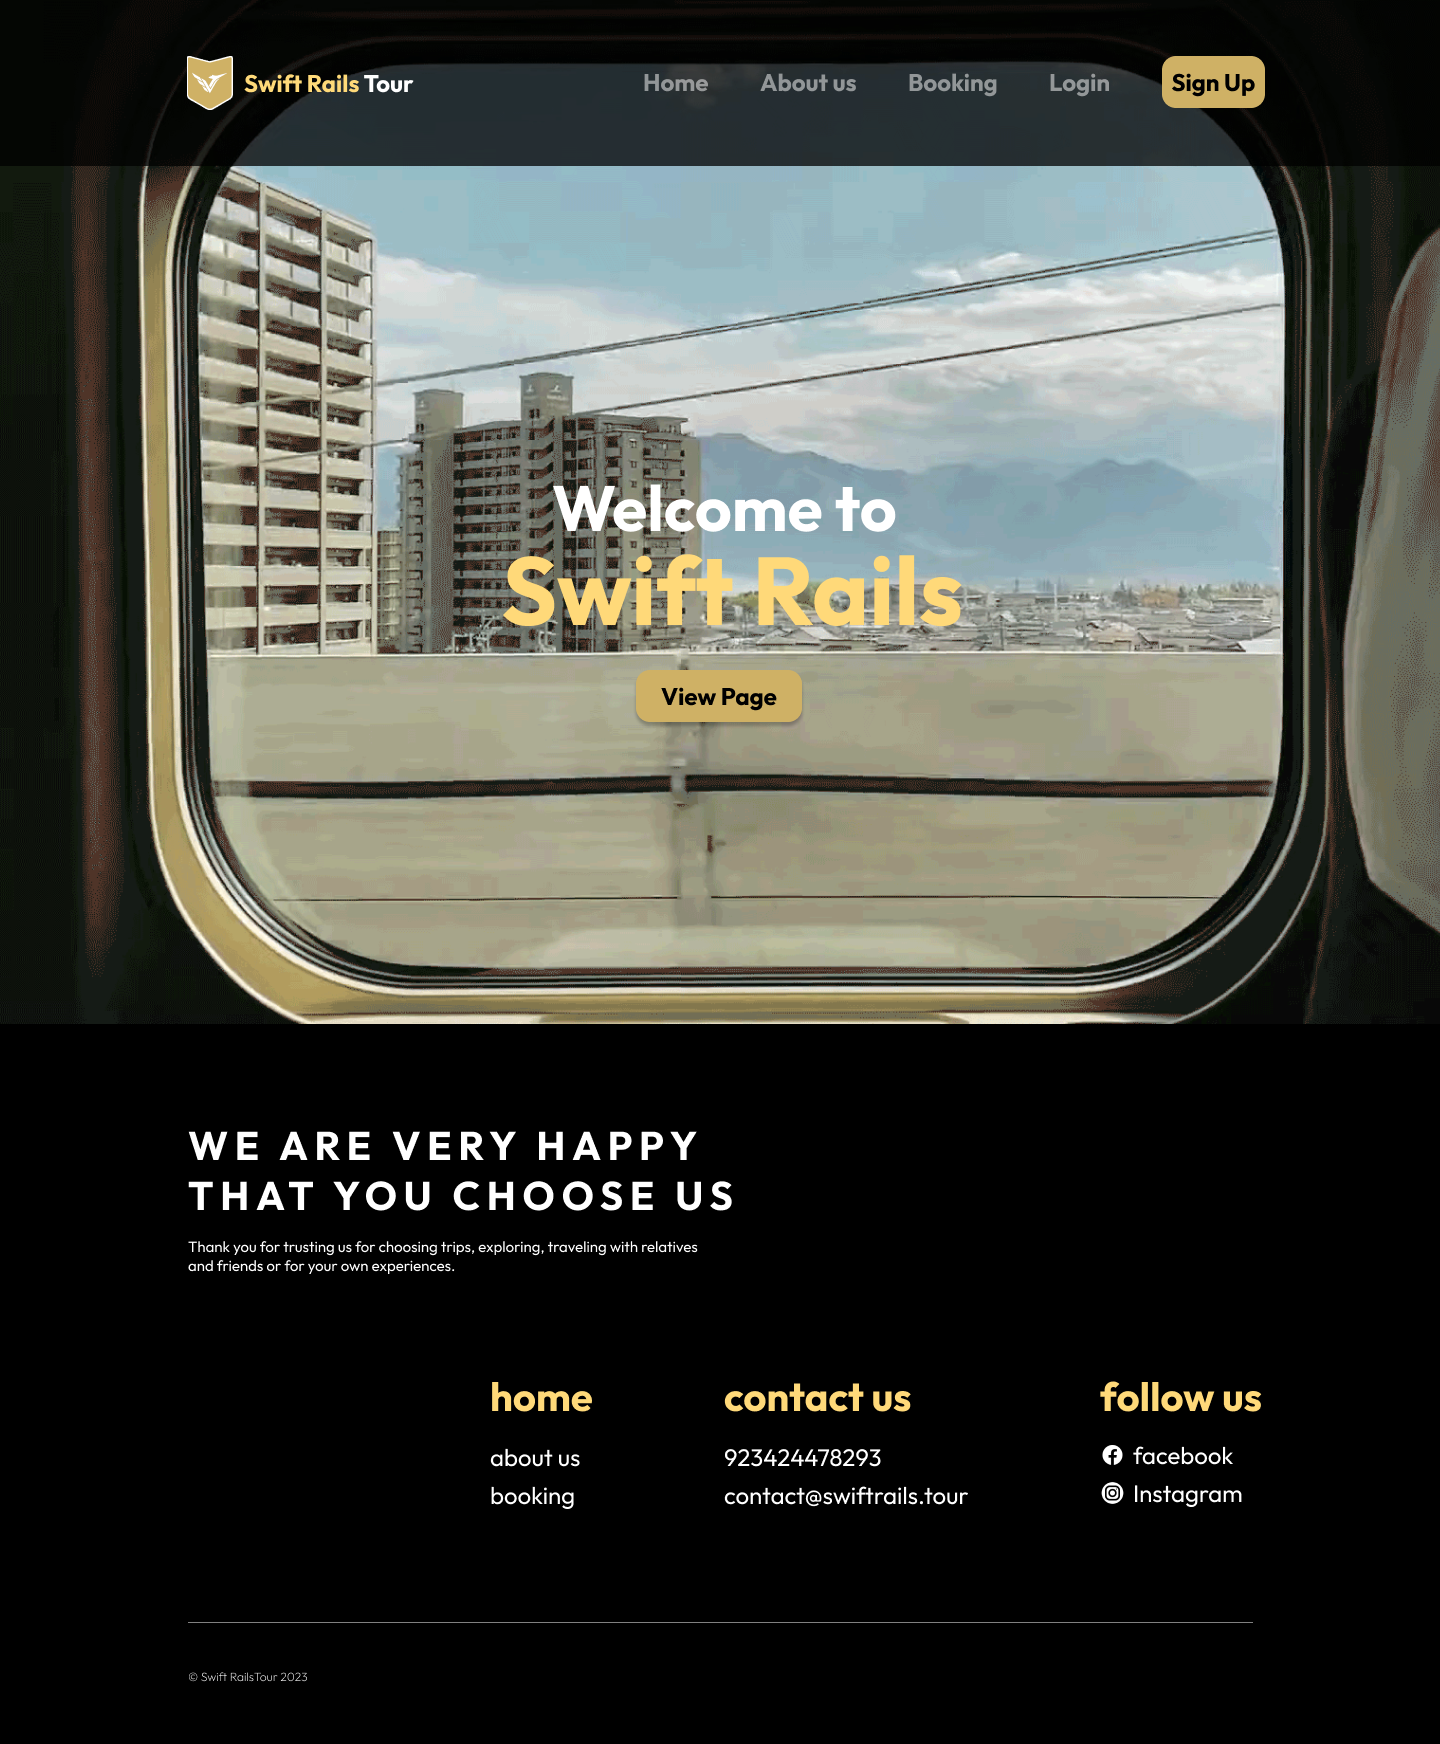 Swift Rails Tour
Home
About us
Booking
Login
Sign Up
Welcome to
Swift Rails
View Page
WE ARE VERY HAPPY
THAT YOU CHOOSE US
Thank you for trusting us for choosing trips, exploring, traveling with relatives
and friends or for your own experiences.
home
about us
booking
contact us
923424478293
contact@swiftrails.tour
follow us
facebook
Instagram
© Swift RailsTour 2023